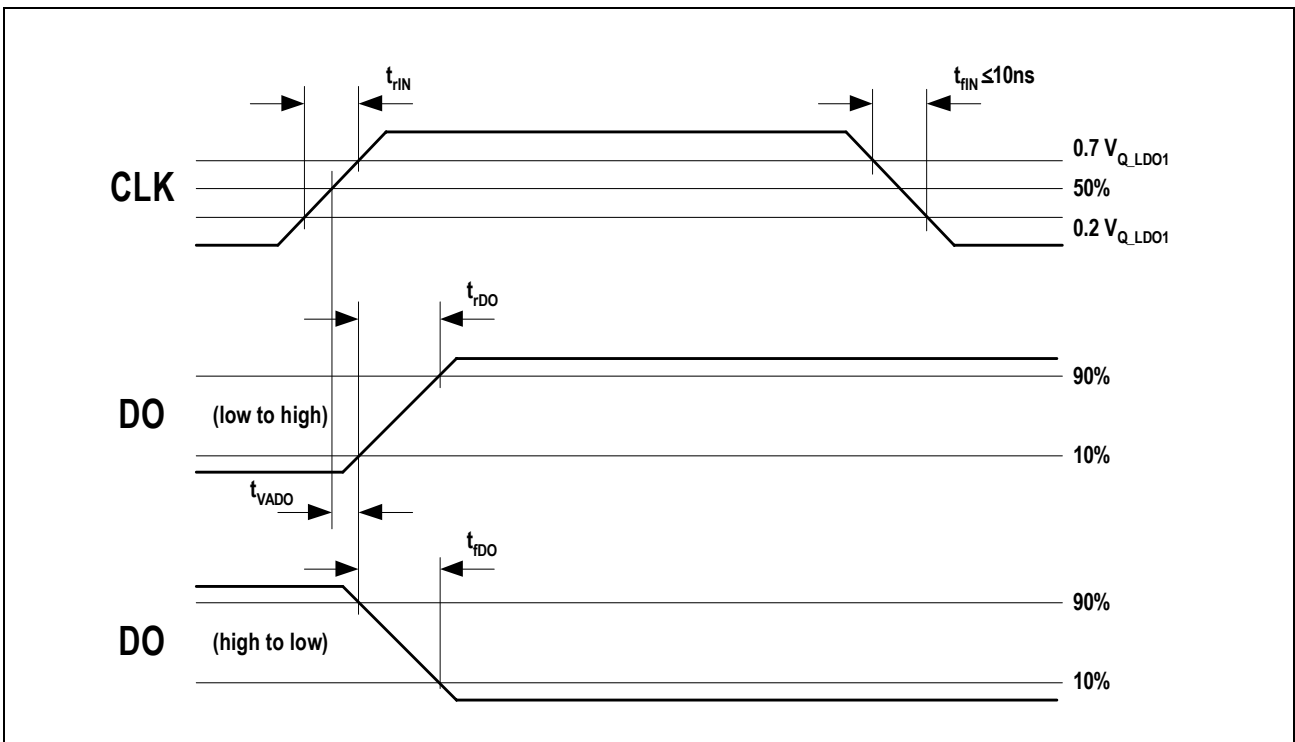 t_rIN
t_fIN ≤10ns
0.7 V_Q_LDO1
CLK
50%
0.2 V_Q_LDO1
t_rDO
90%
DO (low to high)
10%
t_VADO
t_fDO
90%
DO (high to low)
10%